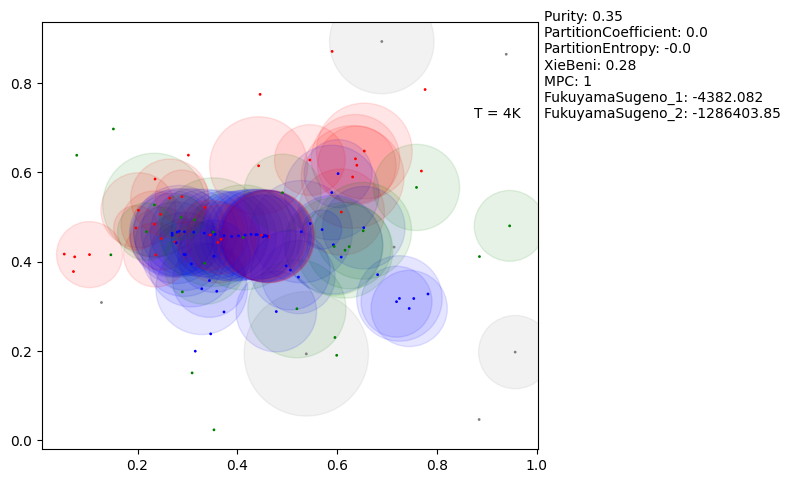 Purity: 0.35
PartitionCoefficient: 0.0
PartitionEntropy: -0.0
XieBeni: 0.28
MPC: 1
FukuyamaSugeno_1: -4382.082
FukuyamaSugeno_2: -1286403.85
T = 4K
0.8
0.6
0.4
0.2
0.0
0.2 0.4 0.6 0.8 1.0